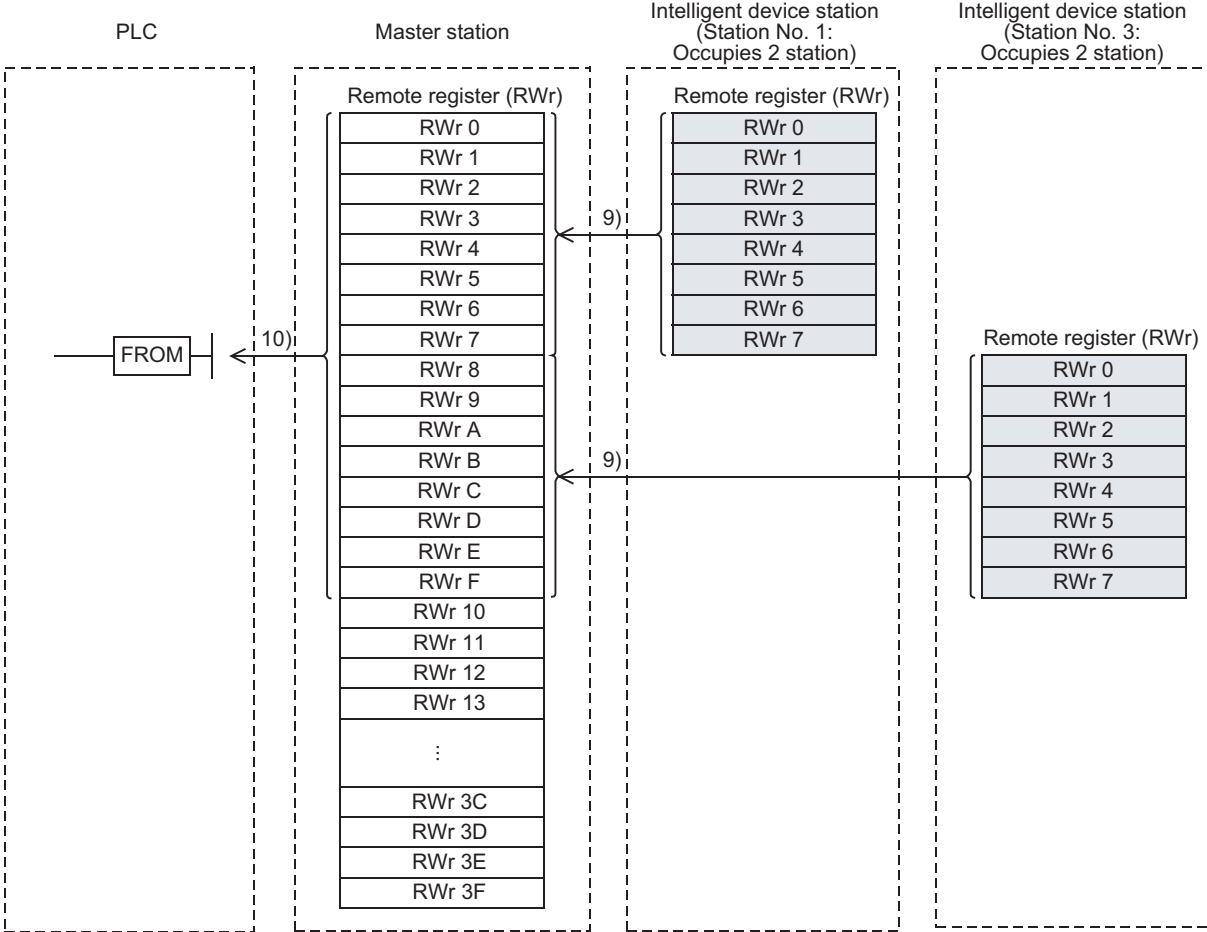 PLC
Master station
Intelligent device station
(Station No. 1:
Occupies 2 station)
Intelligent device station
(Station No. 3:
Occupies 2 station)
Remote register (RWr)
RWr 0
RWr 1
RWr 2
RWr 3
RWr 4
RWr 5
RWr 6
RWr 7
RWr 8
RWr 9
RWr A
RWr B
RWr C
RWr D
RWr E
RWr F
RWr 10
RWr 11
RWr 12
RWr 13
⋮
RWr 3C
RWr 3D
RWr 3E
RWr 3F
FROM
10)
9)
9)
Remote register (RWr)
RWr 0
RWr 1
RWr 2
RWr 3
RWr 4
RWr 5
RWr 6
RWr 7
Remote register (RWr)
RWr 0
RWr 1
RWr 2
RWr 3
RWr 4
RWr 5
RWr 6
RWr 7